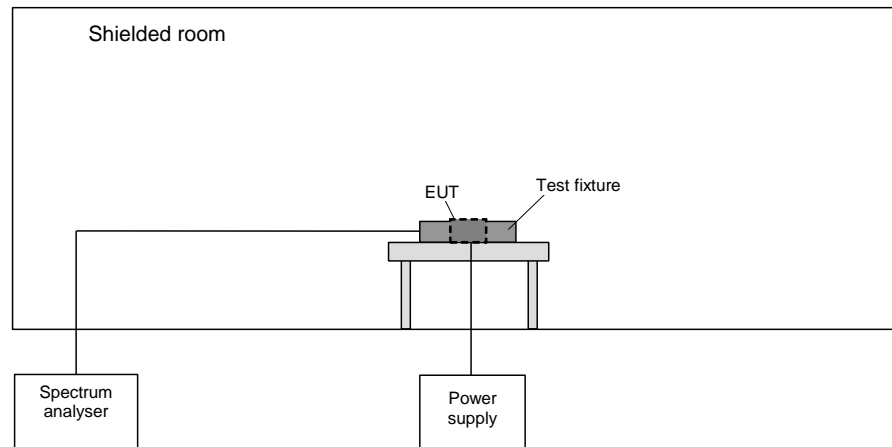 Shielded room
EUT
Test fixture
Spectrum
analyser
Power
supply